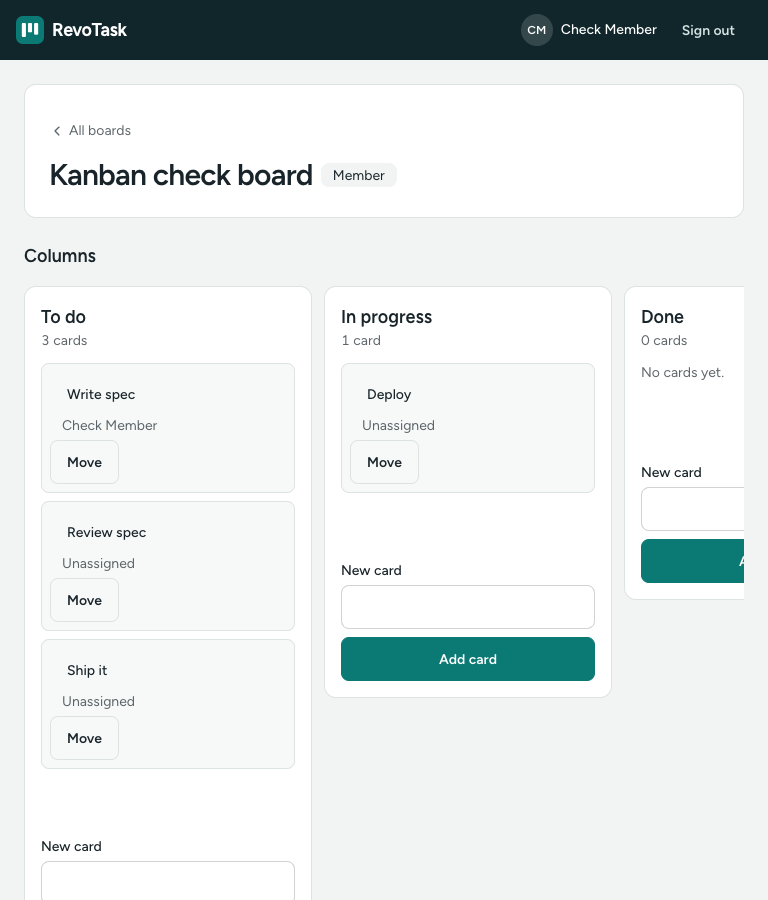 RevoTask
CM Check Member Sign out
All boards
Kanban check board Member
Columns
To do
3 cards
Write spec
Check Member
Move
Review spec
Unassigned
Move
Ship it
Unassigned
Move
New card
In progress
1 card
Deploy
Unassigned
Move
New card
Add card
Done
0 cards
No cards yet.
New card